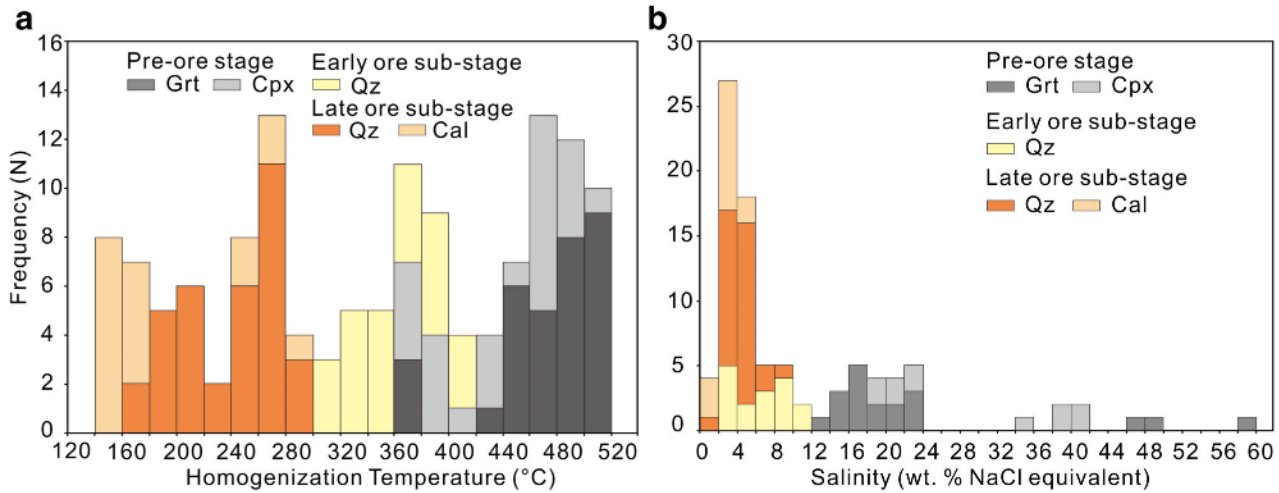 a
16
14
12
10
8
6
4
2
0
Frequency (N)
Pre-ore stage
Grt Cpx
Early ore sub-stage
Qz
Late ore sub-stage
Qz Cal
120 160 200 240 280 320 360 400 440 480 520
Homogenization Temperature (°C)
b
30
25
20
15
10
5
0
Pre-ore stage
Grt Cpx
Early ore sub-stage
Qz
Late ore sub-stage
Qz Cal
0 4 8 12 16 20 24 28 30 36 40 44 48 52 56 60
Salinity (wt. % NaCl equivalent)